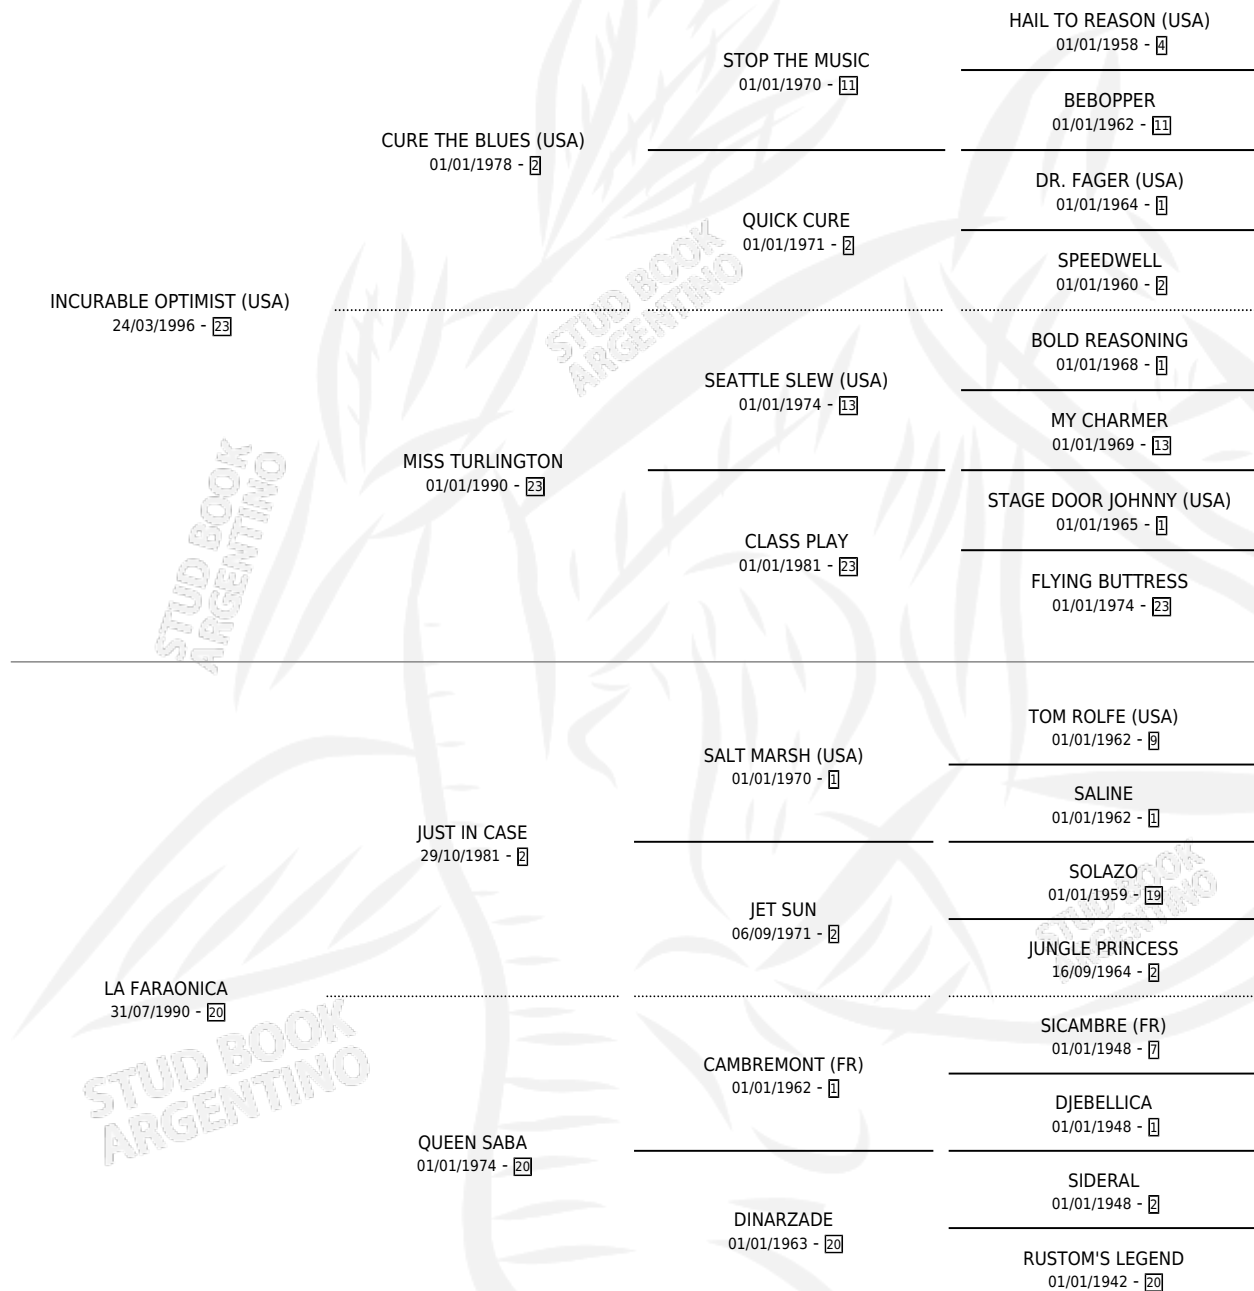 HAIL TO REASON (USA)
01/01/1958 - 4
STOP THE MUSIC
01/01/1970 - 11
BEBOPPER
01/01/1962 - 11
CURE THE BLUES (USA)
01/01/1978 - 2
DR. FAGER (USA)
01/01/1964 - 1
QUICK CURE
01/01/1971 - 2
SPEEDWELL
01/01/1960 - 2
INCURABLE OPTIMIST (USA)
24/03/1996 - 23
BOLD REASONING
01/01/1968 - 1
SEATTLE SLEW (USA)
01/01/1974 - 13
MY CHARMER
01/01/1969 - 13
MISS TURLINGTON
01/01/1990 - 23
STAGE DOOR JOHNNY (USA)
01/01/1965 - 1
CLASS PLAY
01/01/1981 - 23
FLYING BUTTRESS
01/01/1974 - 23
TOM ROLFE (USA)
01/01/1962 - 9
SALT MARSH (USA)
01/01/1970 - 1
SALINE
01/01/1962 - 1
JUST IN CASE
29/10/1981 - 2
SOLAZO
01/01/1959 - 19
JET SUN
06/09/1971 - 2
JUNGLE PRINCESS
16/09/1964 - 2
LA FARAONICA
31/07/1990 - 20
SICAMBRE (FR)
01/01/1948 - 7
CAMBREMONT (FR)
01/01/1962 - 1
DJEBELLICA
01/01/1948 - 1
QUEEN SABA
01/01/1974 - 20
SIDERAL
01/01/1948 - 2
DINARZADE
01/01/1963 - 20
RUSTOM'S LEGEND
01/01/1942 - 20
STUD BOOK
ARGENTINO
STUD BOOK
ARGENTINO
STUD BOOK
ARGENTINO
STUD BOOK
ARGENTINO